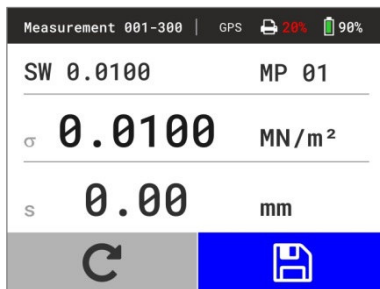 Measurement 001-300 | GPS 20% 90%
SW 0.0100 MP 01
σ 0.0100 MN/m²
s 0.00 mm